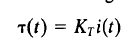 τ(t) = K_T i(t)